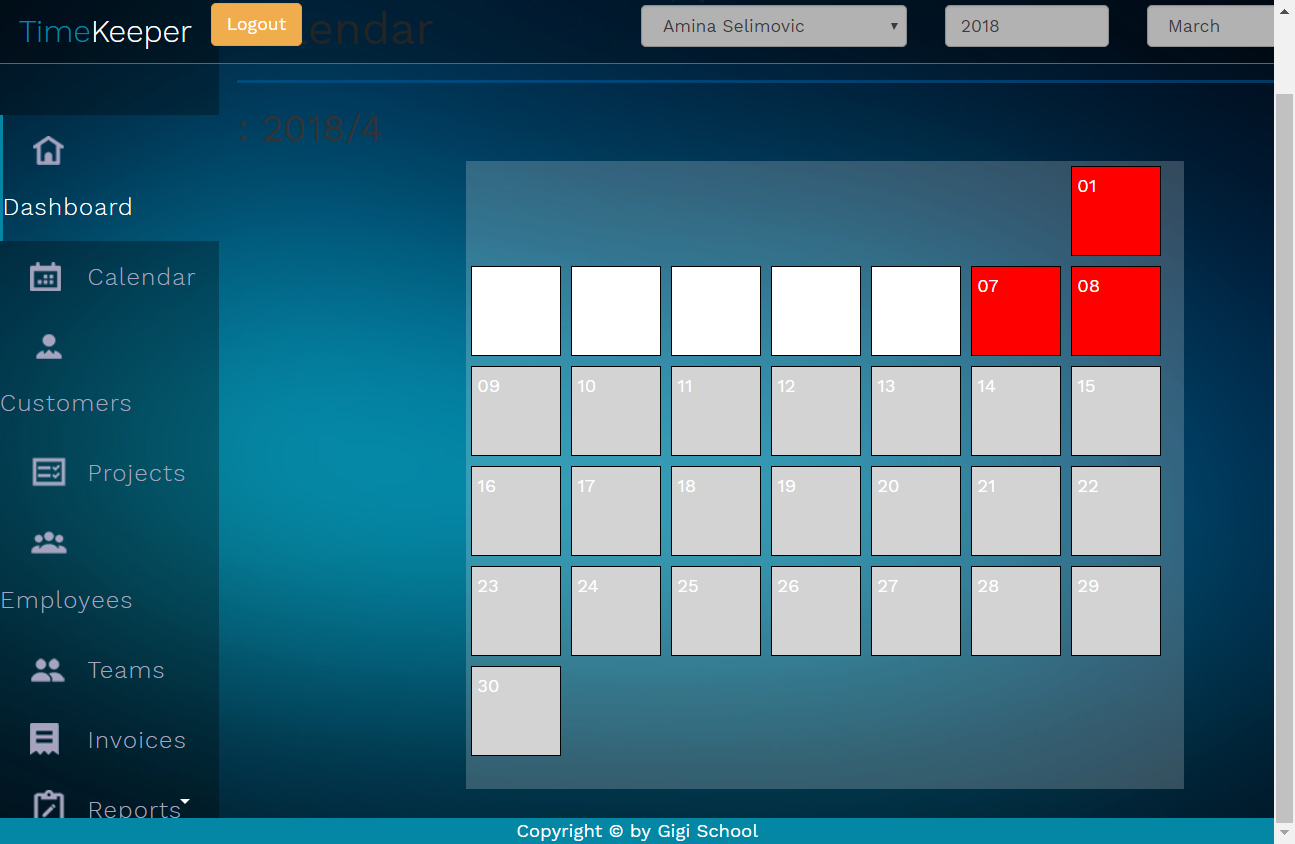 TimeKeeper
Logout
lendar
Amina Selimovic
2018
March
: 2018/4
Dashboard
Calendar
Customers
Projects
Employees
Teams
Invoices
Reports
01
07 08
09 10 11 12 13 14 15
16 17 18 19 20 21 22
23 24 25 26 27 28 29
30
Copyright © by Gigi School